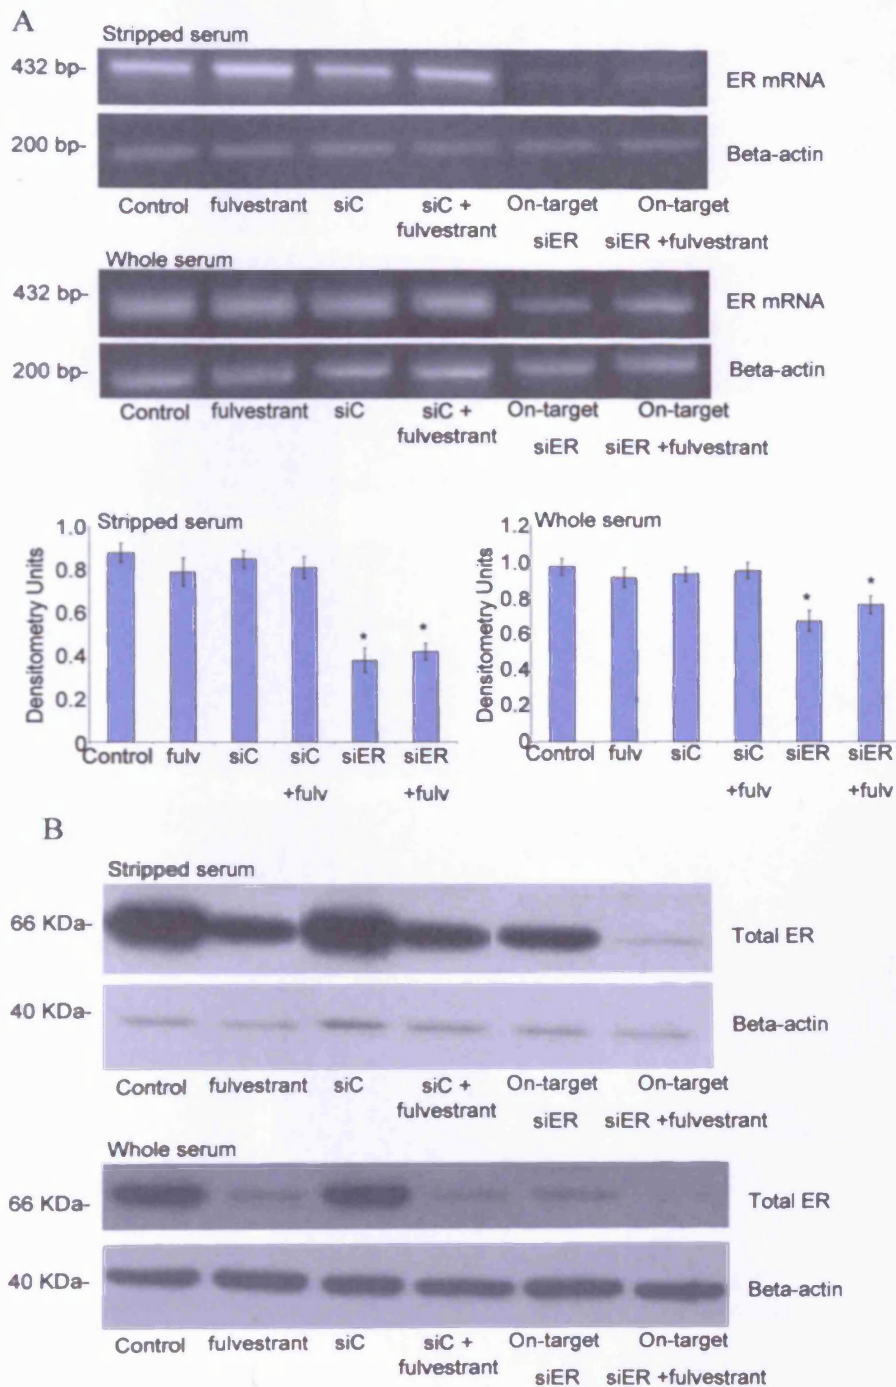 A
Stripped serum
432 bp-
ER mRNA
200 bp-
Beta-actin
Control fulvestrant siC siC + On-target On-target
fulvestrant siER siER +fulvestrant
Whole serum
432 bp-
ER mRNA
200 bp-
Beta-actin
Control fulvestrant siC siC + On-target On-target
fulvestrant siER siER +fulvestrant
Stripped serum
Densitometry Units
1.0
0.8
0.6
0.4
0.2
0
* *
Control fulv siC siC siER siER
+fulv +fulv
Whole serum
Densitometry Units
1.2
1.0
0.8
0.6
0.4
0.2
0
* *
Control fulv siC siC siER siER
+fulv +fulv
B
Stripped serum
66 KDa-
Total ER
40 KDa-
Beta-actin
Control fulvestrant siC siC + On-target On-target
fulvestrant siER siER +fulvestrant
Whole serum
66 KDa-
Total ER
40 KDa-
Beta-actin
Control fulvestrant siC siC + On-target On-target
fulvestrant siER siER +fulvestrant